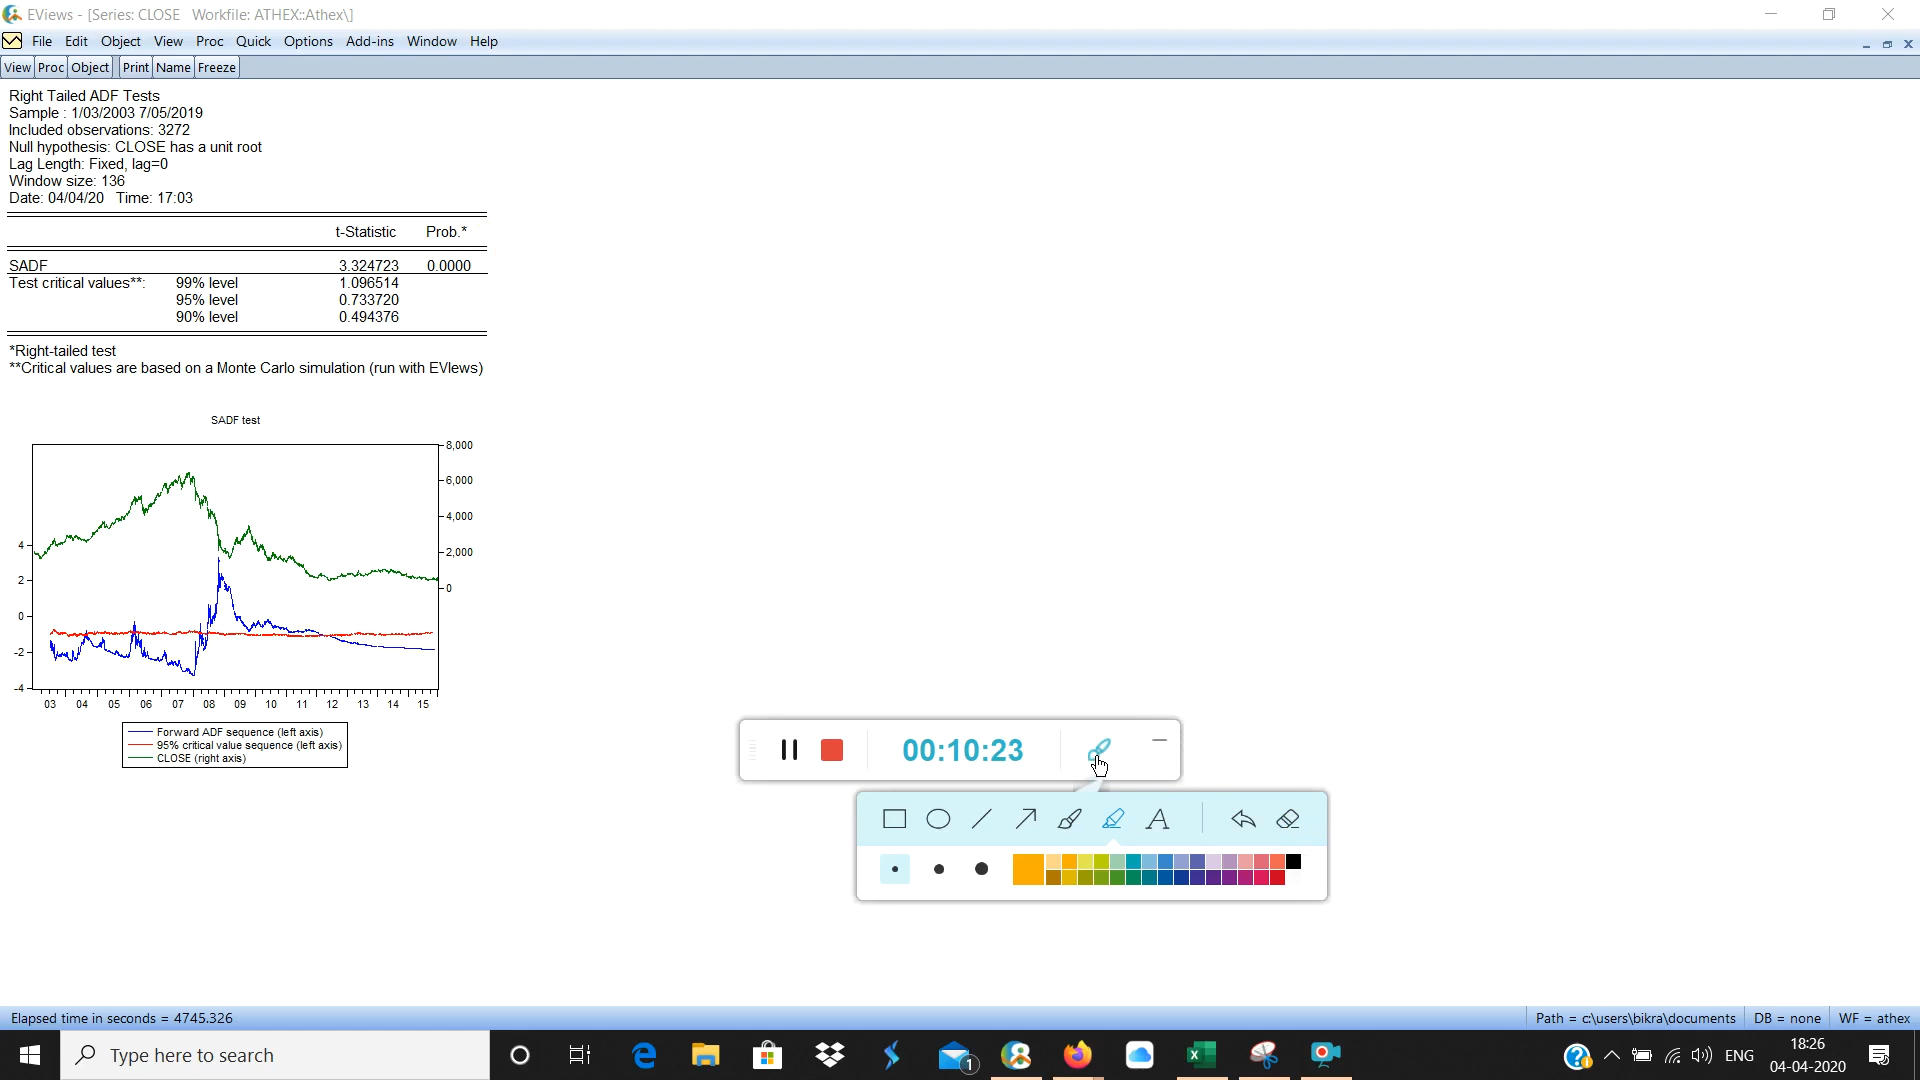 EViews - [Series: CLOSE   Workfile: ATHEX::Athex\]
File Edit Object View Proc Quick Options Add-ins Window Help
View Proc Object Print Name Freeze
Right Tailed ADF Tests
Sample : 1/03/2003 7/05/2019
Included observations: 3272
Null hypothesis: CLOSE has a unit root
Lag Length: Fixed, lag=0
Window size: 136
Date: 04/04/20   Time: 17:03
t-Statistic Prob.*
SADF 3.324723 0.0000
Test critical values**: 99% level 1.096514
95% level 0.733720
90% level 0.494376
*Right-tailed test
**Critical values are based on a Monte Carlo simulation (run with EVIews)
SADF test
8,000
6,000
4,000
4
2,000
2
0
0
-2
-4
03 04 05 06 07 08 09 10 11 12 13 14 15
Forward ADF sequence (left axis)
95% critical value sequence (left axis)
CLOSE (right axis)
00:10:23
A
Elapsed time in seconds = 4745.326 Path = c:\users\bikra\documents DB = none WF = athex
Type here to search
1
ENG
18:26
04-04-2020